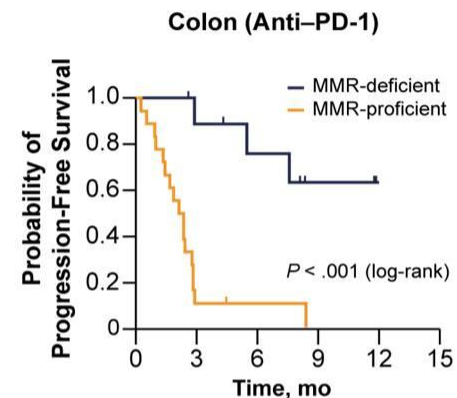 Colon (Anti–PD-1)
Probability of
Progression-Free Survival
1.0
0.8
0.6
0.4
0.2
0
MMR-deficient
MMR-proficient
P < .001 (log-rank)
0 3 6 9 12 15
Time, mo